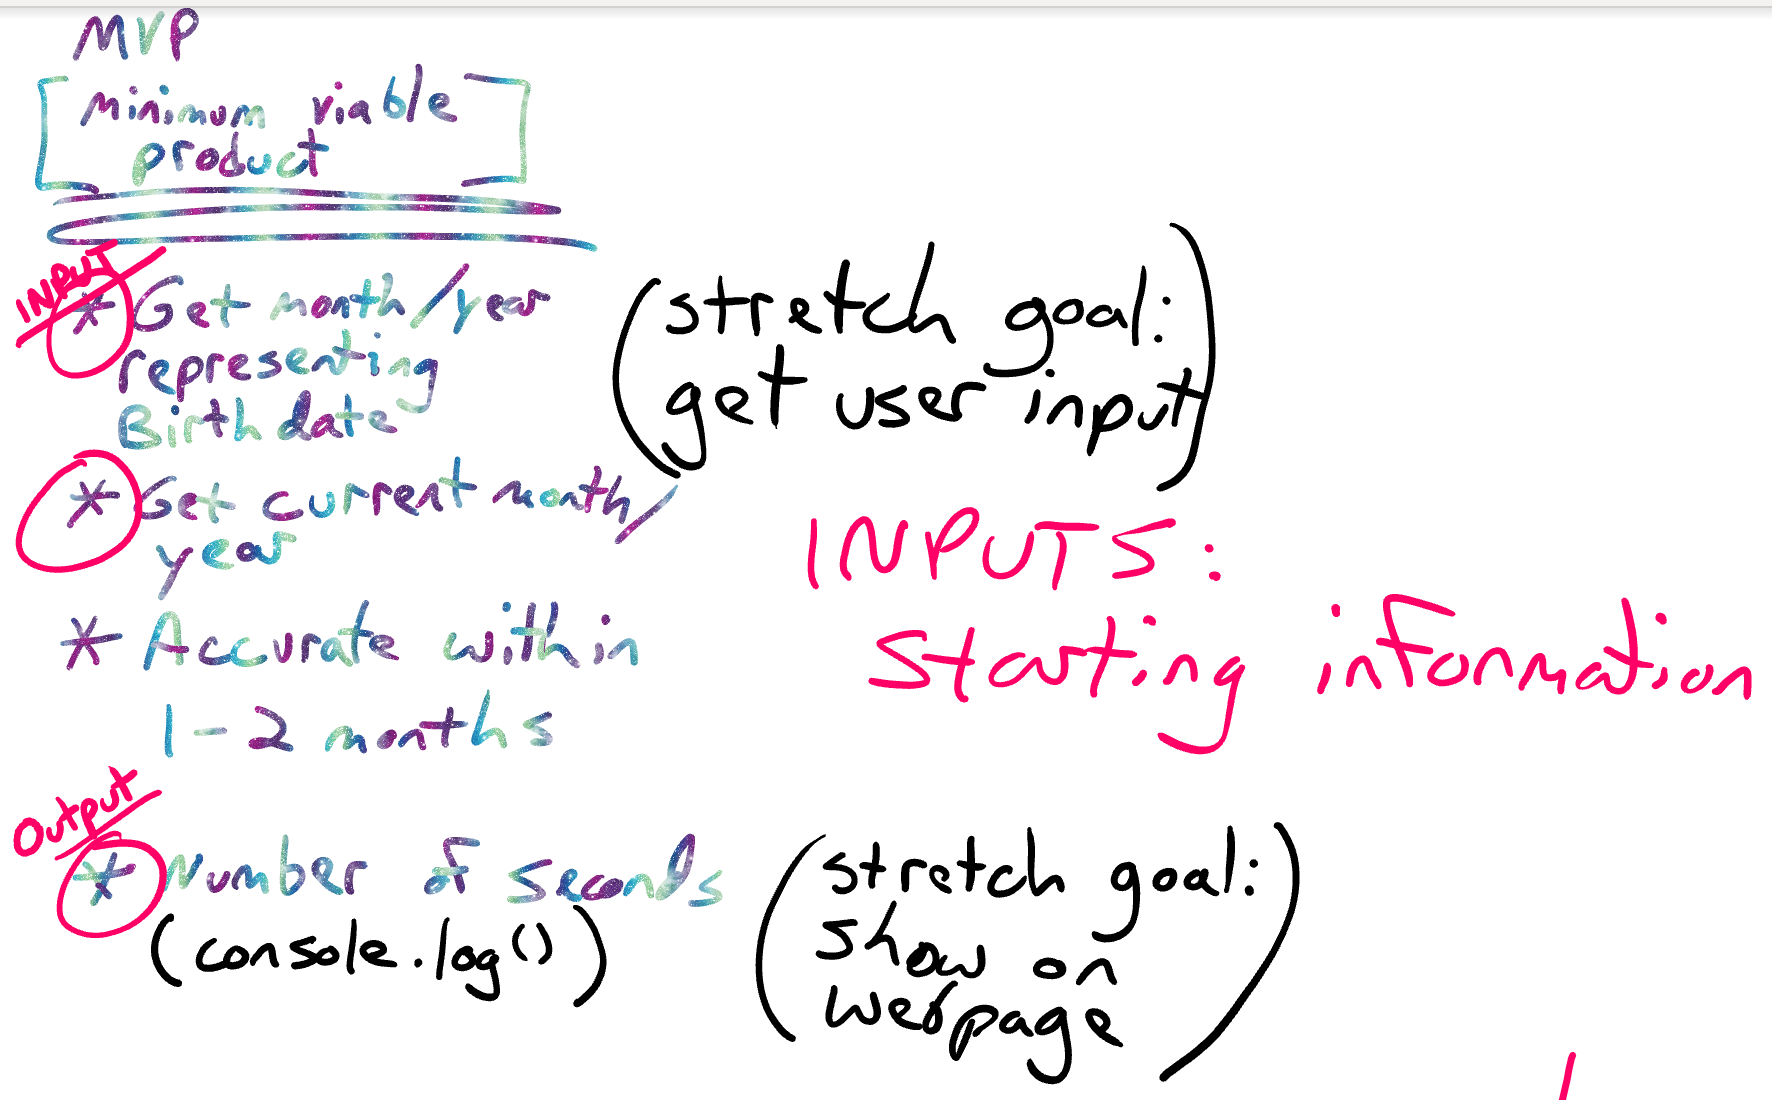 MVP
[minimum viable
product]
INPUT
* Get month/year
representing
Birth date
(stretch goal:
get user input)
* Get current month/
year
INPUTS:
Starting information
* Accurate within
1-2 months
Output
* Number of seconds
(console.log())
(stretch goal:
show on
webpage)